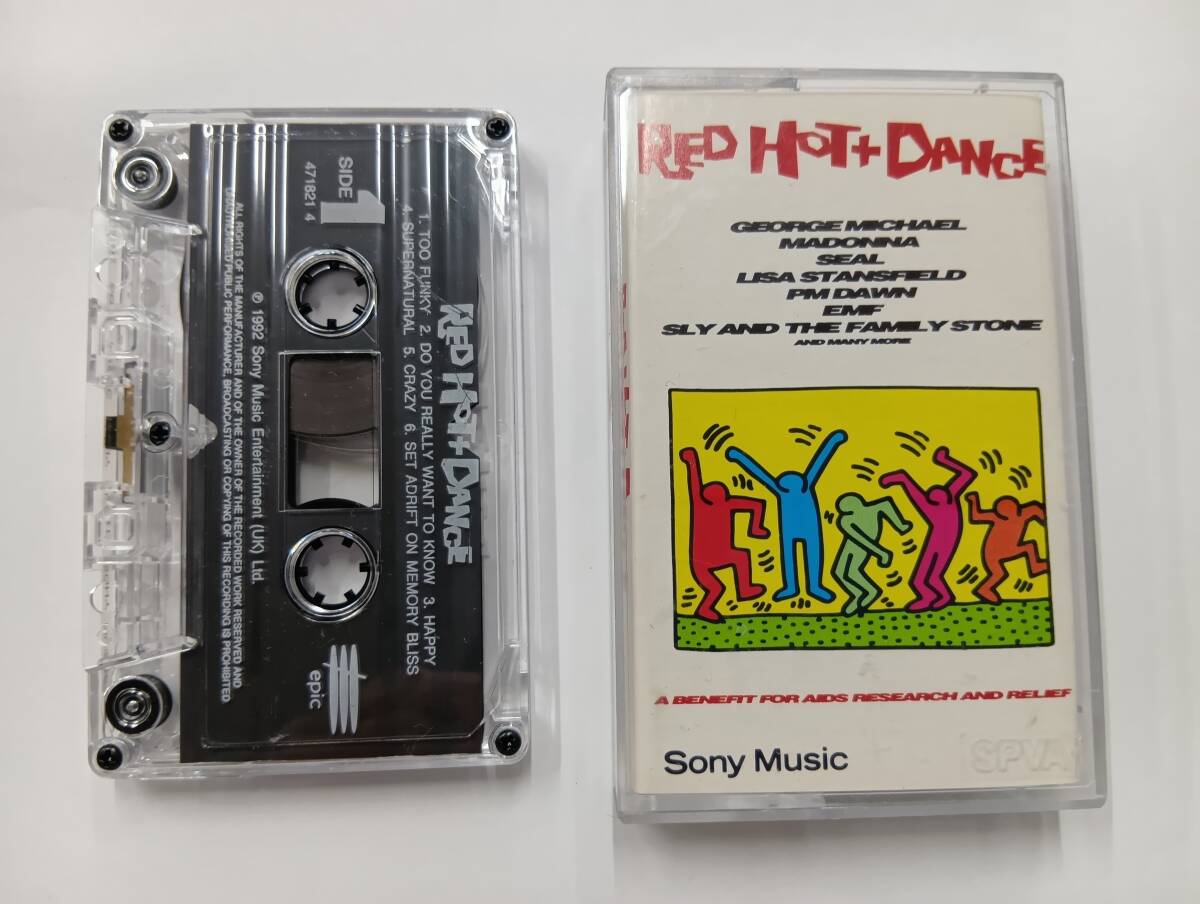 SIDE 1
471821 4
RED HOT + DANCE
1. TOO FUNKY 2. DO YOU REALLY WANT TO KNOW 3. HAPPY
4. SUPERNATURAL 5. CRAZY 6. SET ADRIFT ON MEMORY BLISS
epic
℗ 1992 Sony Music Entertainment (UK) Ltd.
ALL RIGHTS OF THE MANUFACTURER AND OF THE OWNER OF THE RECORDED WORK RESERVED AND
UNAUTHORISED PUBLIC PERFORMANCE, BROADCASTING OR COPYING OF THIS RECORDING IS PROHIBITED
RED HOT + DANCE
GEORGE MICHAEL
MADONNA
SEAL
LISA STANSFIELD
PM DAWN
EMF
SLY AND THE FAMILY STONE
AND MANY MORE
A BENEFIT FOR AIDS RESEARCH AND RELIEF
Sony Music
SPVA